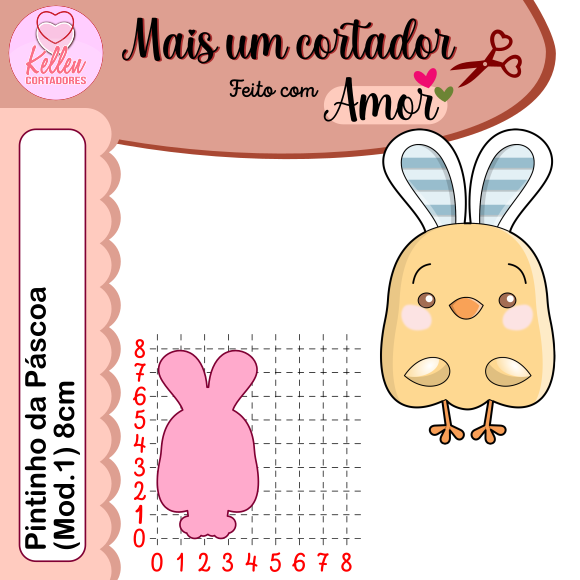 Kellen
CORTADORES
Mais um cortador
Feito com
Amor
Pintinho da Páscoa
(Mod.1) 8cm
8
7
6
5
4
3
2
1
0
0 1 2 3 4 5 6 7 8